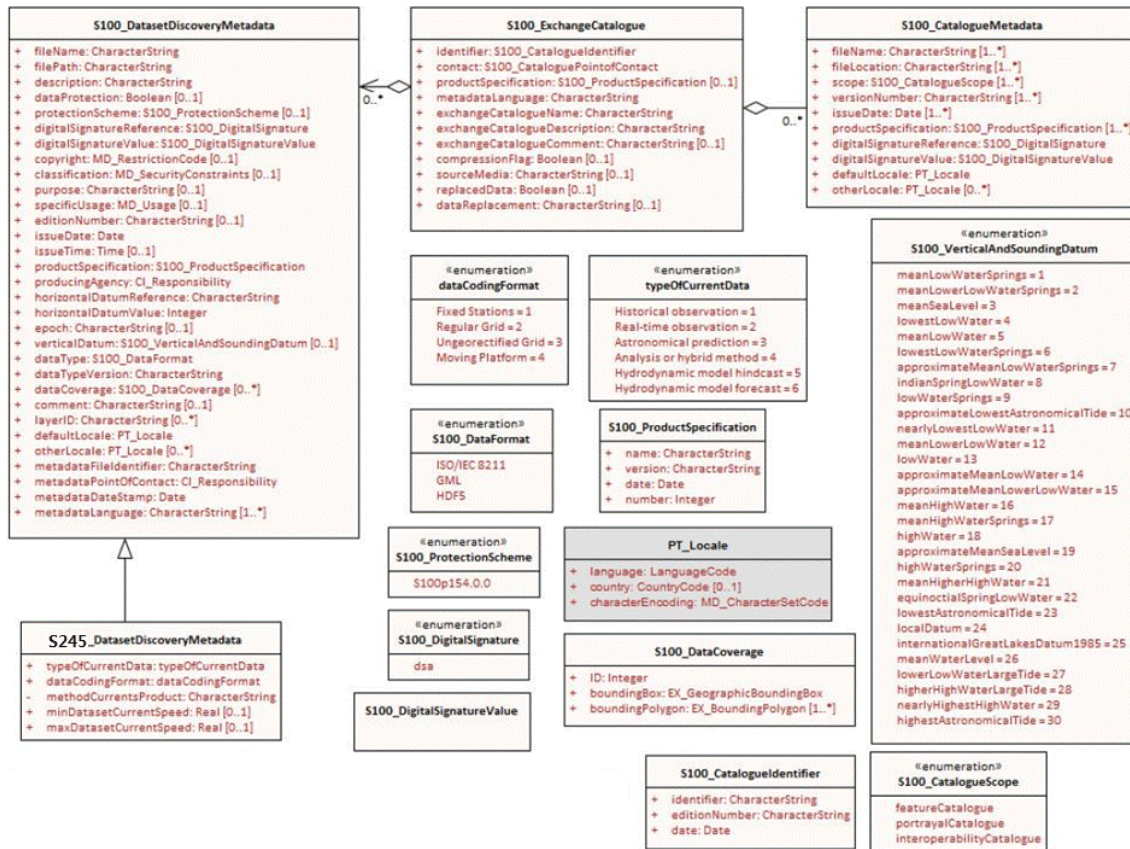 S100_DatasetDiscoveryMetadata
+ fileName: CharacterString
+ filePath: CharacterString
+ description: CharacterString
+ dataProtection: Boolean [0..1]
+ protectionScheme: S100_ProtectionScheme [0..1]
+ digitalSignatureReference: S100_DigitalSignature
+ digitalSignatureValue: S100_DigitalSignatureValue
+ copyright: MD_RestrictionCode [0..1]
+ classification: MD_SecurityConstraints [0..1]
+ purpose: CharacterString [0..1]
+ specificUsage: MD_Usage [0..1]
+ editionNumber: CharacterString [0..1]
+ issueDate: Date
+ issueTime: Time [0..1]
+ productSpecification: S100_ProductSpecification
+ producingAgency: CI_Responsibility
+ horizontalDatumReference: CharacterString
+ horizontalDatumValue: Integer
+ epoch: CharacterString [0..1]
+ verticalDatum: S100_VerticalAndSoundingDatum [0..1]
+ dataType: S100_DataFormat
+ dataTypeVersion: CharacterString
+ dataCoverage: S100_DataCoverage [0..*]
+ comment: CharacterString [0..1]
+ layerID: CharacterString [0..*]
+ defaultLocale: PT_Locale
+ otherLocale: PT_Locale [0..*]
+ metadataFileIdentifier: CharacterString
+ metadataPointOfContact: CI_Responsibility
+ metadataDateStamp: Date
+ metadataLanguage: CharacterString [1..*]
0..*
S100_ExchangeCatalogue
+ identifier: S100_CatalogueIdentifier
+ contact: S100_CataloguePointofContact
+ productSpecification: S100_ProductSpecification [0..1]
+ metadataLanguage: CharacterString
+ exchangeCatalogueName: CharacterString
+ exchangeCatalogueDescription: CharacterString
+ exchangeCatalogueComment: CharacterString [0..1]
+ compressionFlag: Boolean [0..1]
+ sourceMedia: CharacterString [0..1]
+ replacedData: Boolean [0..1]
+ dataReplacement: CharacterString [0..1]
0..*
S100_CatalogueMetadata
+ fileName: CharacterString [1..*]
+ fileLocation: CharacterString [1..*]
+ scope: S100_CatalogueScope [1..*]
+ versionNumber: CharacterString [1..*]
+ issueDate: Date [1..*]
+ productSpecification: S100_ProductSpecification [1..*]
+ digitalSignatureReference: S100_DigitalSignature
+ digitalSignatureValue: S100_DigitalSignatureValue
+ defaultLocale: PT_Locale
+ otherLocale: PT_Locale [0..*]
«enumeration»
dataCodingFormat
Fixed Stations = 1
Regular Grid = 2
Ungeorectified Grid = 3
Moving Platform = 4
«enumeration»
typeOfCurrentData
Historical observation = 1
Real-time observation = 2
Astronomical prediction = 3
Analysis or hybrid method = 4
Hydrodynamic model hindcast = 5
Hydrodynamic model forecast = 6
«enumeration»
S100_VerticalAndSoundingDatum
meanLowWaterSprings = 1
meanLowerLowWaterSprings = 2
meanSeaLevel = 3
lowestLowWater = 4
meanLowWater = 5
lowestLowWaterSprings = 6
approximateMeanLowWaterSprings = 7
indianSpringLowWater = 8
lowWaterSprings = 9
approximateLowestAstronomicalTide = 10
nearlyLowestLowWater = 11
meanLowerLowWater = 12
lowWater = 13
approximateMeanLowWater = 14
approximateMeanLowerLowWater = 15
meanHighWater = 16
meanHighWaterSprings = 17
highWater = 18
approximateMeanSeaLevel = 19
highWaterSprings = 20
meanHigherHighWater = 21
equinoctialSpringLowWater = 22
lowestAstronomicalTide = 23
localDatum = 24
internationalGreatLakesDatum1985 = 25
meanWaterLevel = 26
lowerLowWaterLargeTide = 27
higherHighWaterLargeTide = 28
nearlyHighestHighWater = 29
highestAstronomicalTide = 30
«enumeration»
S100_DataFormat
ISO/IEC 8211
GML
HDF5
S100_ProductSpecification
+ name: CharacterString
+ version: CharacterString
+ date: Date
+ number: Integer
«enumeration»
S100_ProtectionScheme
S100p154.0.0
PT_Locale
+ language: LanguageCode
+ country: CountryCode [0..1]
+ characterEncoding: MD_CharacterSetCode
S245_DatasetDiscoveryMetadata
+ typeOfCurrentData: typeOfCurrentData
+ dataCodingFormat: dataCodingFormat
- methodCurrentsProduct: CharacterString
+ minDatasetCurrentSpeed: Real [0..1]
+ maxDatasetCurrentSpeed: Real [0..1]
«enumeration»
S100_DigitalSignature
dsa
S100_DataCoverage
+ ID: Integer
+ boundingBox: EX_GeographicBoundingBox
+ boundingPolygon: EX_BoundingPolygon [1..*]
S100_DigitalSignatureValue
S100_CatalogueIdentifier
+ identifier: CharacterString
+ editionNumber: CharacterString
+ date: Date
«enumeration»
S100_CatalogueScope
featureCatalogue
portrayalCatalogue
interoperabilityCatalogue